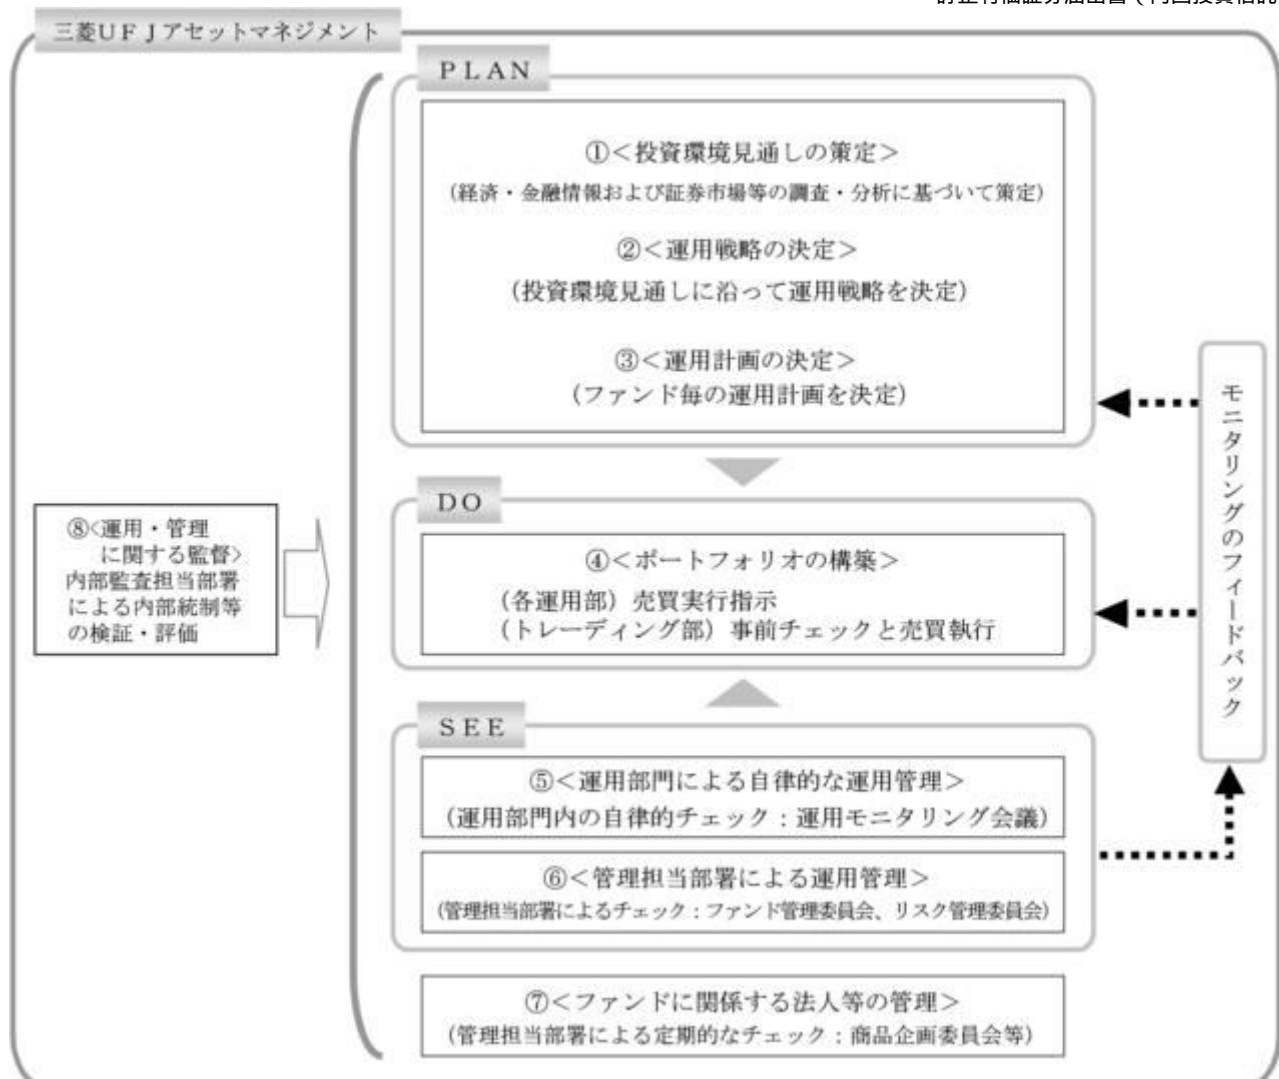 三菱ＵＦＪアセットマネジメント
ＰＬＡＮ
①＜投資環境見通しの策定＞
（経済・金融情報および証券市場等の調査・分析に基づいて策定）
②＜運用戦略の決定＞
（投資環境見通しに沿って運用戦略を決定）
③＜運用計画の決定＞
（ファンド毎の運用計画を決定）
ＤＯ
④＜ポートフォリオの構築＞
（各運用部）売買実行指示
（トレーディング部）事前チェックと売買執行
ＳＥＥ
⑤＜運用部門による自律的な運用管理＞
（運用部門内の自律的チェック：運用モニタリング会議）
⑥＜管理担当部署による運用管理＞
（管理担当部署によるチェック：ファンド管理委員会、リスク管理委員会）
⑦＜ファンドに関係する法人等の管理＞
（管理担当部署による定期的なチェック：商品企画委員会等）
⑧<運用・管理
に関する監督>
内部監査担当部署
による内部統制等
の検証・評価
モニタリングのフィードバック